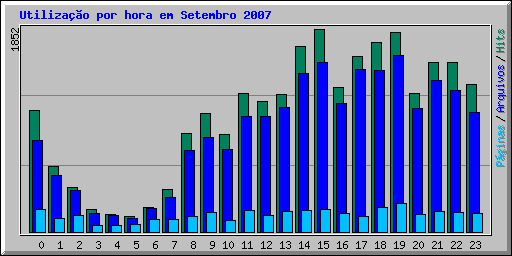 Utilização por hora em Setembro 2007
1852
Páginas / Arquivos / Hits
0 1 2 3 4 5 6 7 8 9 10 11 12 13 14 15 16 17 18 19 20 21 22 23